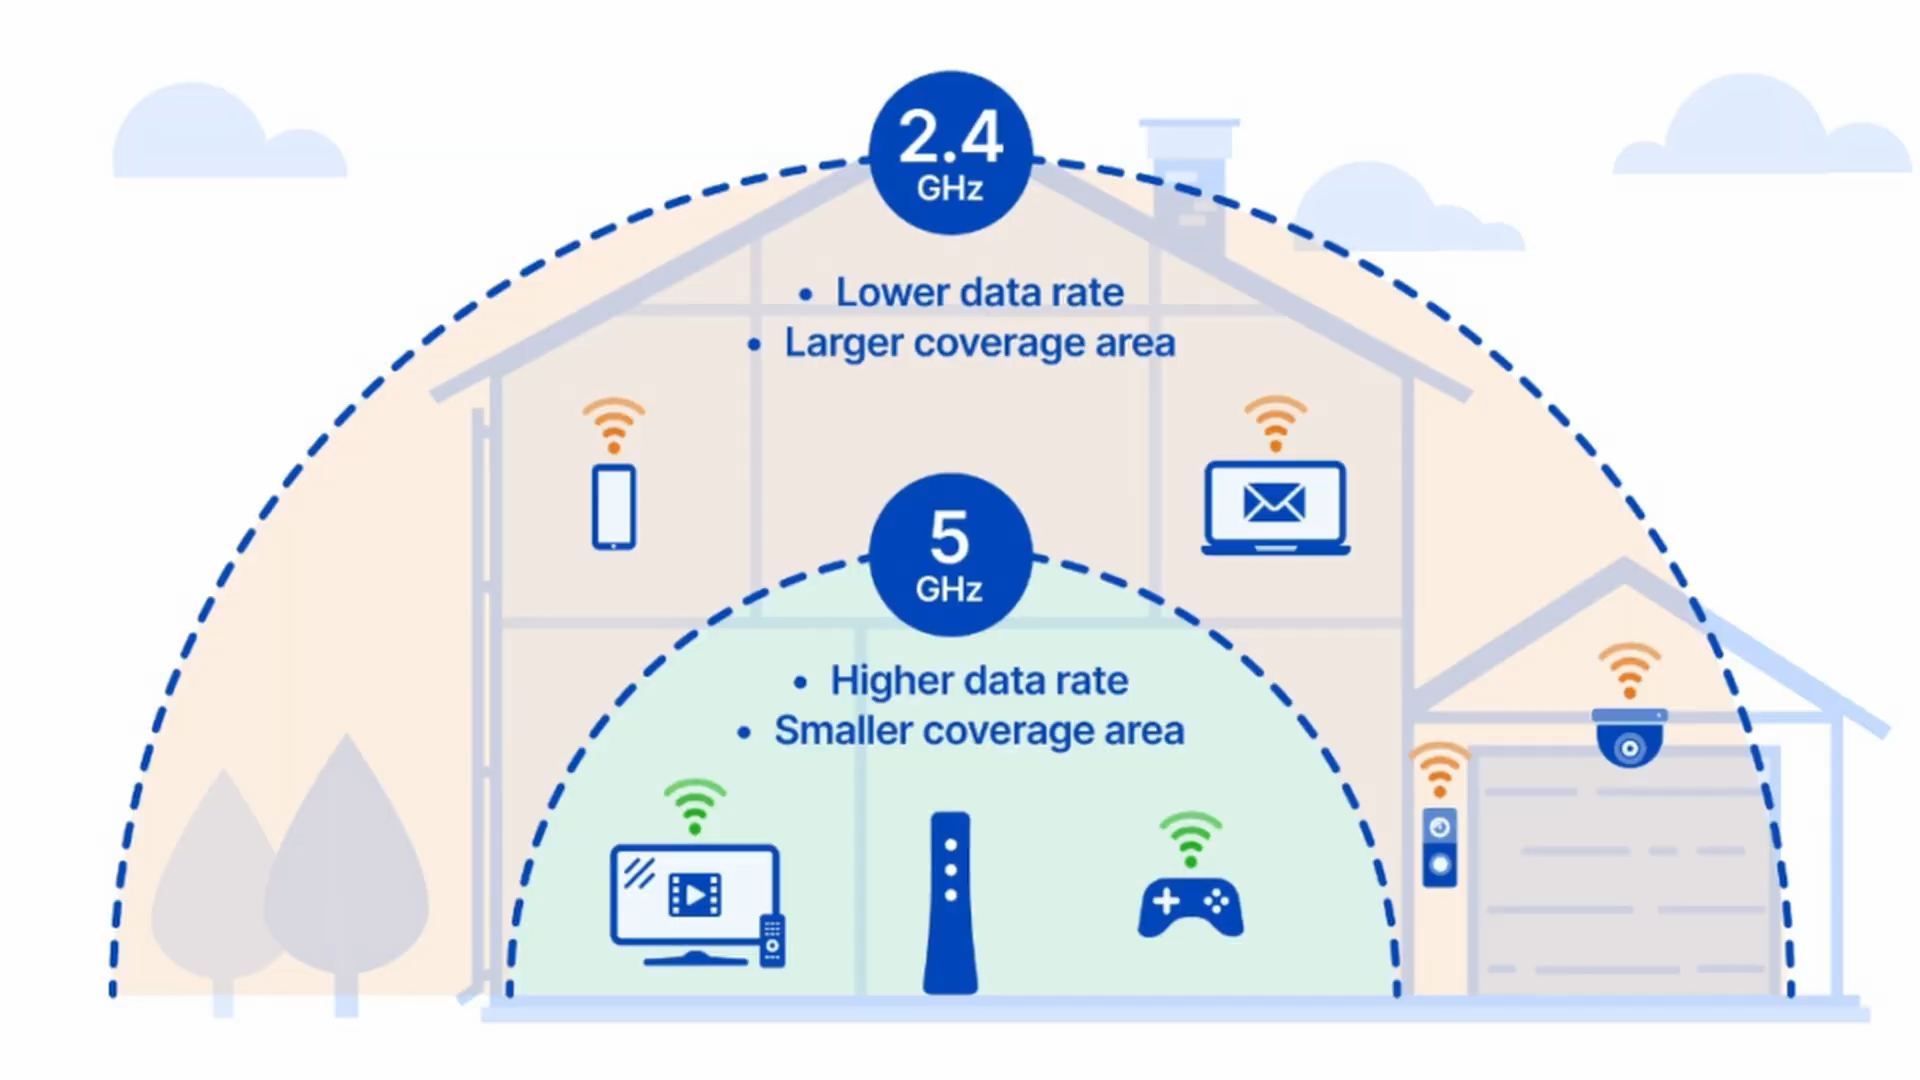 2.4
GHz
• Lower data rate
• Larger coverage area
5
GHz
• Higher data rate
• Smaller coverage area